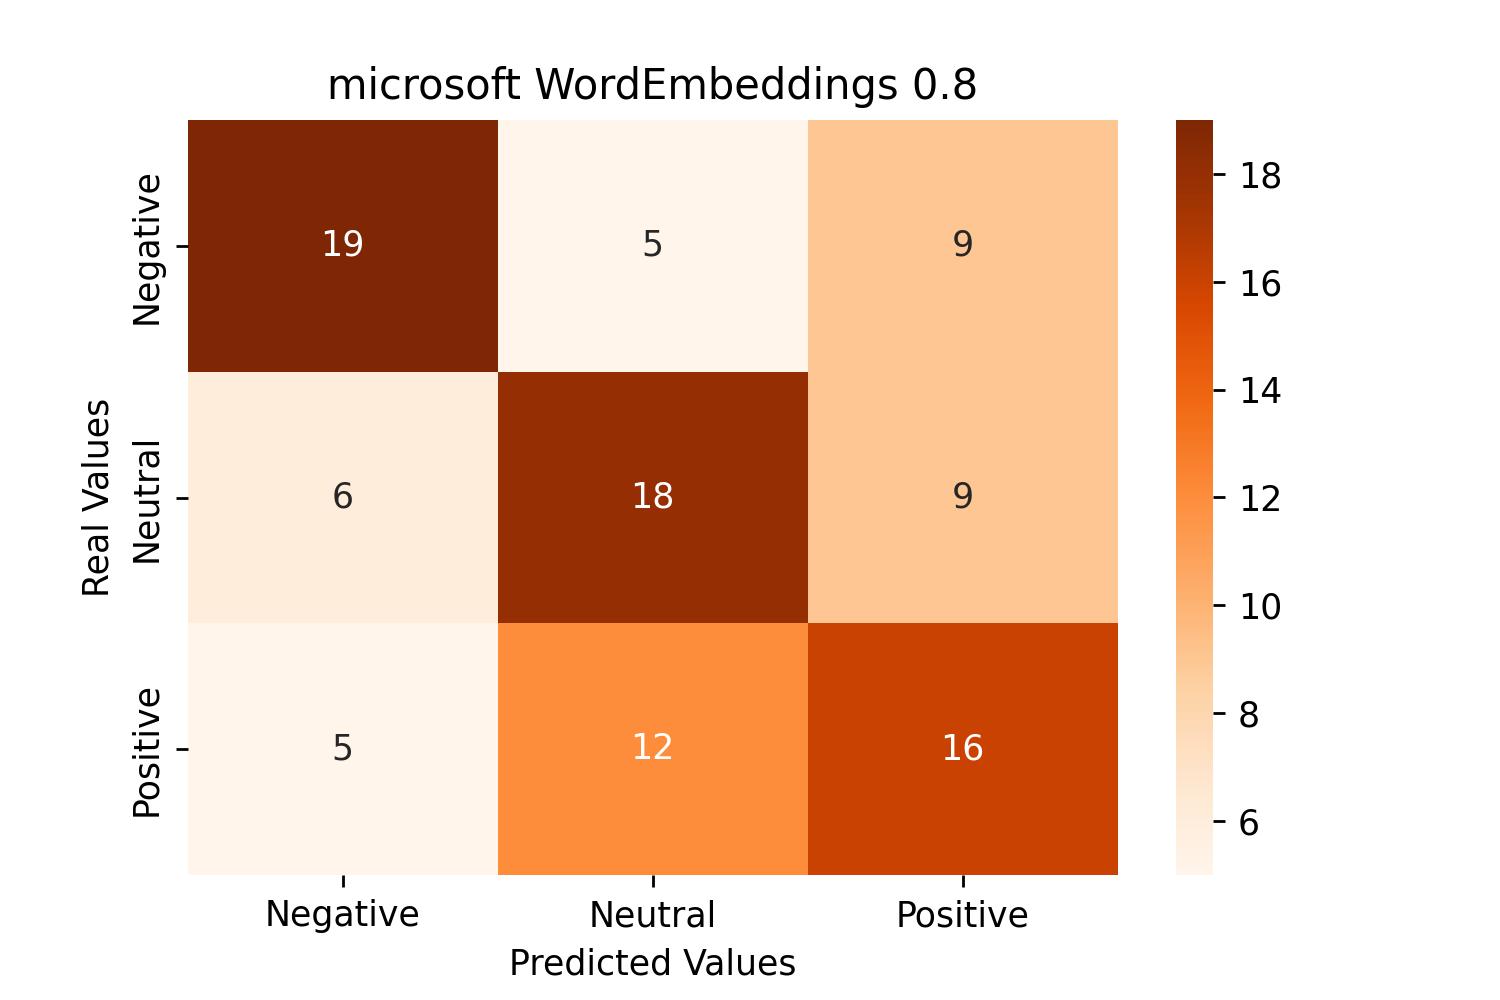 microsoft WordEmbeddings 0.8
Real Values
Negative
19 5 9
Neutral
6 18 9
Positive
5 12 16
Negative Neutral Positive
Predicted Values
18
16
14
12
10
8
6